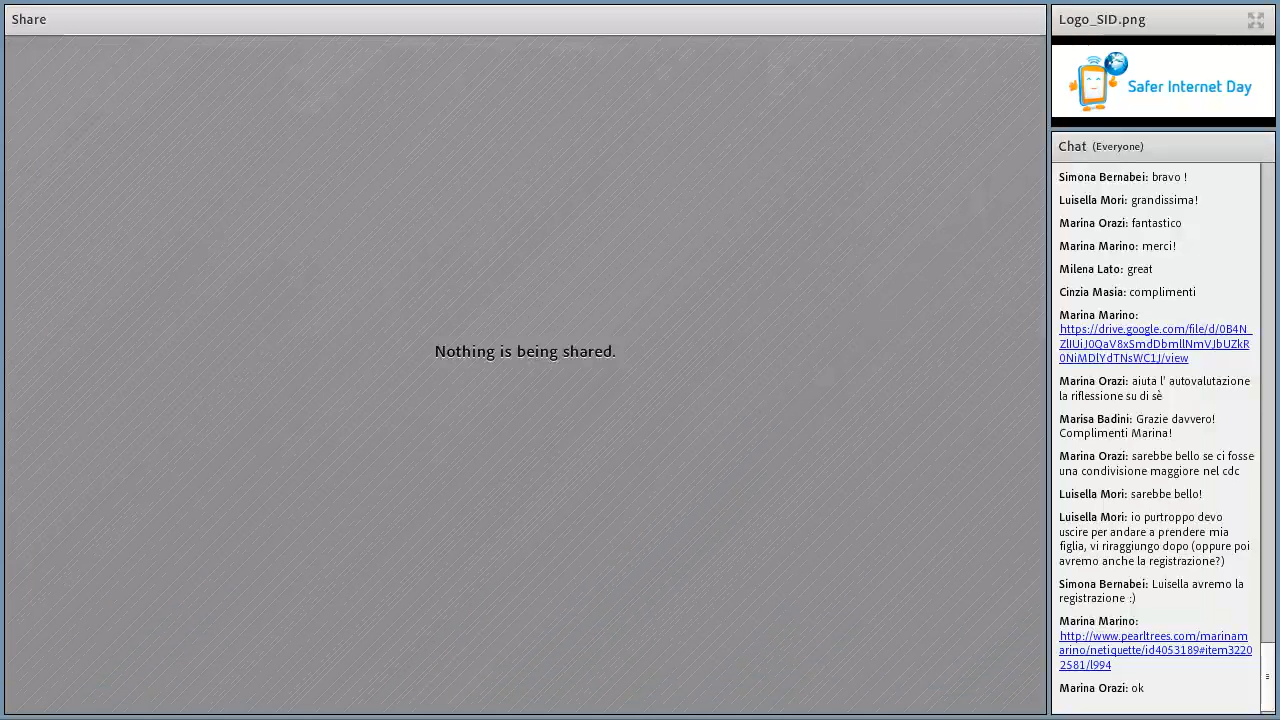 Share
Nothing is being shared.
Logo_SID.png
Safer Internet Day
Chat (Everyone)
Simona Bernabei: bravo !
Luisella Mori: grandissima!
Marina Orazi: fantastico
Marina Marino: merci!
Milena Lato: great
Cinzia Masia: complimenti
Marina Marino:
https://drive.google.com/file/d/0B4N_
ZlIUiJ0QaV8xSmdDbmllNmVJbUZkR
0NiMDlYdTNsWC1J/view
Marina Orazi: aiuta l' autovalutazione
la riflessione su di sè
Marisa Badini: Grazie davvero!
Complimenti Marina!
Marina Orazi: sarebbe bello se ci fosse
una condivisione maggiore nel cdc
Luisella Mori: sarebbe bello!
Luisella Mori: io purtroppo devo
uscire per andare a prendere mia
figlia, vi riraggiungo dopo (oppure poi
avremo anche la registrazione?)
Simona Bernabei: Luisella avremo la
registrazione :)
Marina Marino:
http://www.pearltrees.com/marinam
arino/netiquette/id4053189#item3220
2581/l994
Marina Orazi: ok